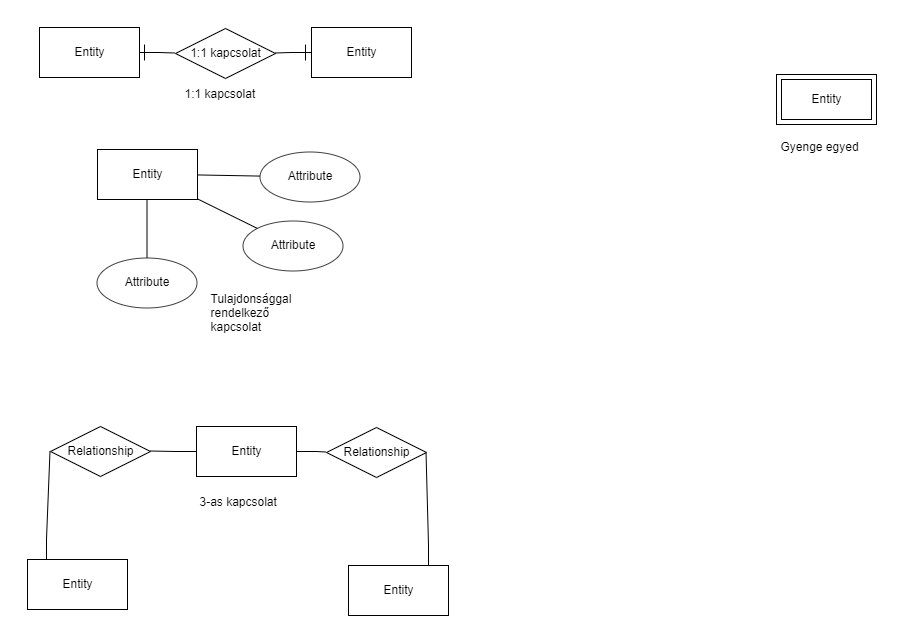 Entity
1:1 kapcsolat
Entity
1:1 kapcsolat
Entity
Gyenge egyed
Entity
Attribute
Attribute
Attribute
Tulajdonsággal
rendelkező
kapcsolat
Relationship
Entity
Relationship
3-as kapcsolat
Entity
Entity